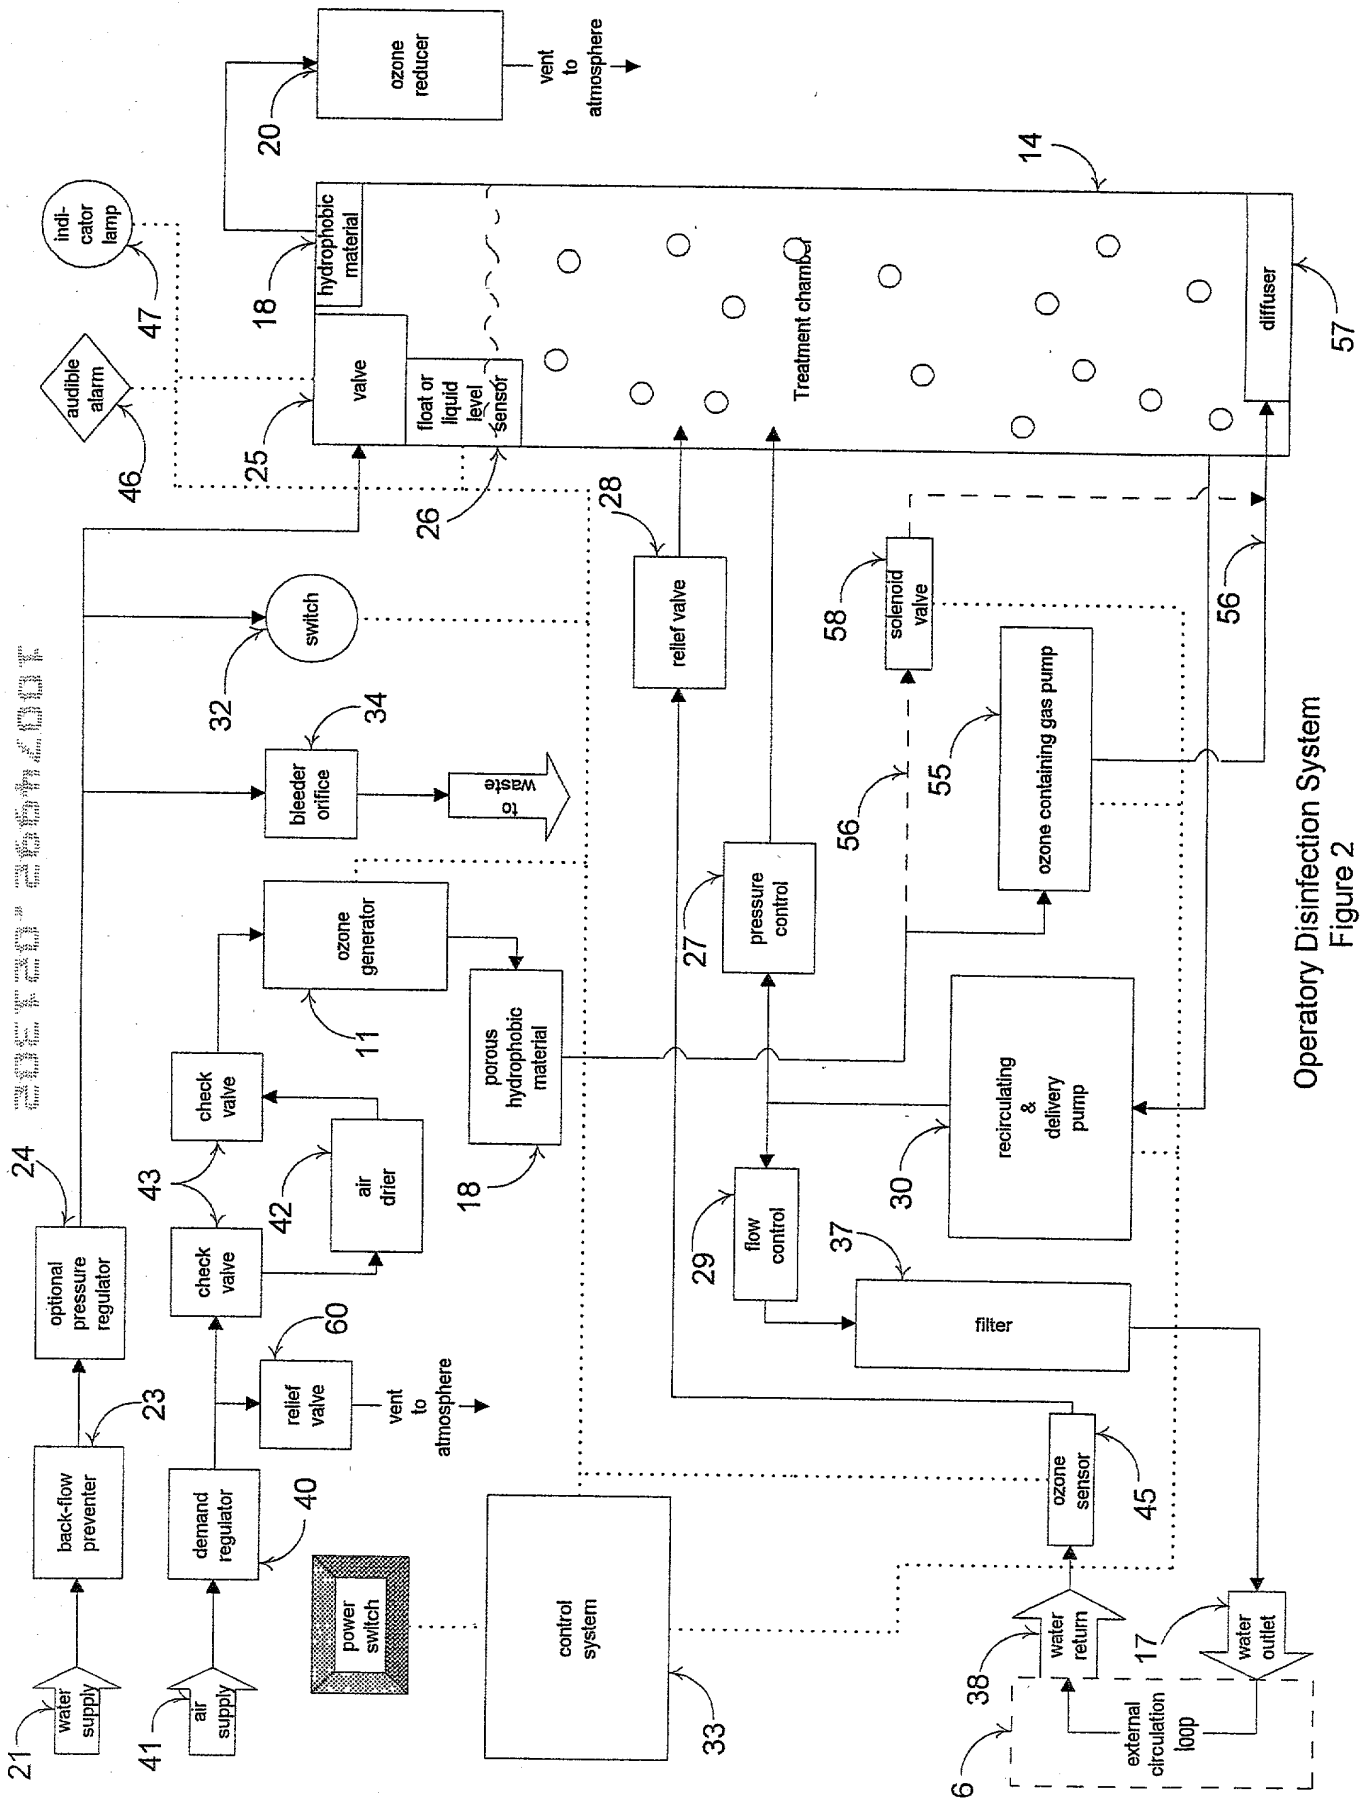 21
water
supply
back-flow
preventer
23
optional
pressure
regulator
24
41
air
supply
demand
regulator
40
relief
valve
60
vent
to
atmosphere
check
valve
43
check
valve
air
drier
42
ozone
generator
11
porous
hydrophobic
material
18
bleeder
orifice
34
to
waste
switch
32
audible
alarm
46
indi-
cator
lamp
47
valve
25
float or
liquid
level
sensor
26
hydrophobic
material
18
ozone
reducer
20
vent
to
atmosphere
power
switch
control
system
33
relief valve
28
pressure
control
27
flow
control
29
filter
37
recirculating
&
delivery
pump
30
ozone containing gas pump
55
56
solenoid
valve
58
56
Treatment chamber
14
diffuser
57
ozone
sensor
45
water
return
38
water
outlet
17
external
circulation
loop
6
Operatory Disinfection System
Figure 2